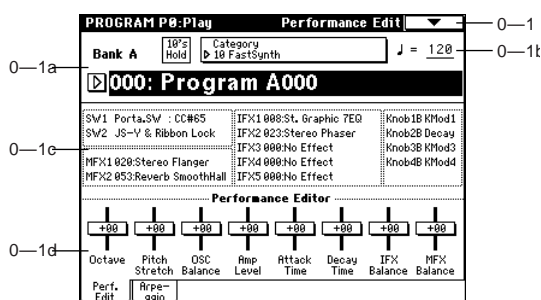 PROGRAM P0:Play Performance Edit
0—1
Bank A
10's Hold
Category
10 FastSynth
♩ = 120
0—1b
0—1a
000: Program A000
SW1 Porta.SW :CC#65
SW2 JS-Y & Ribbon Lock
IFX1 008:St. Graphic 7EQ
IFX2 023:Stereo Phaser
IFX3 000:No Effect
IFX4 000:No Effect
IFX5 000:No Effect
Knob1B KMod1
Knob2B Decay
Knob3B KMod3
Knob4B KMod4
0—1c
MFX1 020:Stereo Flanger
MFX2 053:Reverb SmoothHall
Performance Editor
+00 +00 +00 +00 +00 +00 +00 +00
0—1d
Octave
Pitch Stretch
OSC Balance
Amp Level
Attack Time
Decay Time
IFX Balance
MFX Balance
Perf. Edit
Arpe- ggio